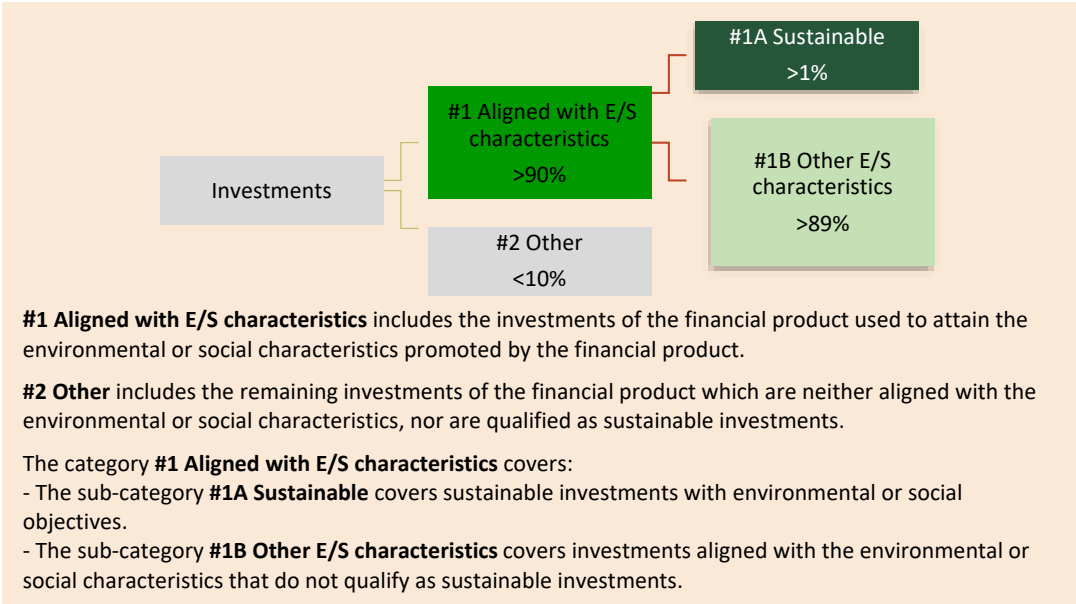 #1A Sustainable
>1%
#1 Aligned with E/S
characteristics
>90%
#1B Other E/S
characteristics
>89%
Investments
#2 Other
<10%
#1 Aligned with E/S characteristics includes the investments of the financial product used to attain the
environmental or social characteristics promoted by the financial product.
#2 Other includes the remaining investments of the financial product which are neither aligned with the
environmental or social characteristics, nor are qualified as sustainable investments.
The category #1 Aligned with E/S characteristics covers:
- The sub-category #1A Sustainable covers sustainable investments with environmental or social
objectives.
- The sub-category #1B Other E/S characteristics covers investments aligned with the environmental or
social characteristics that do not qualify as sustainable investments.